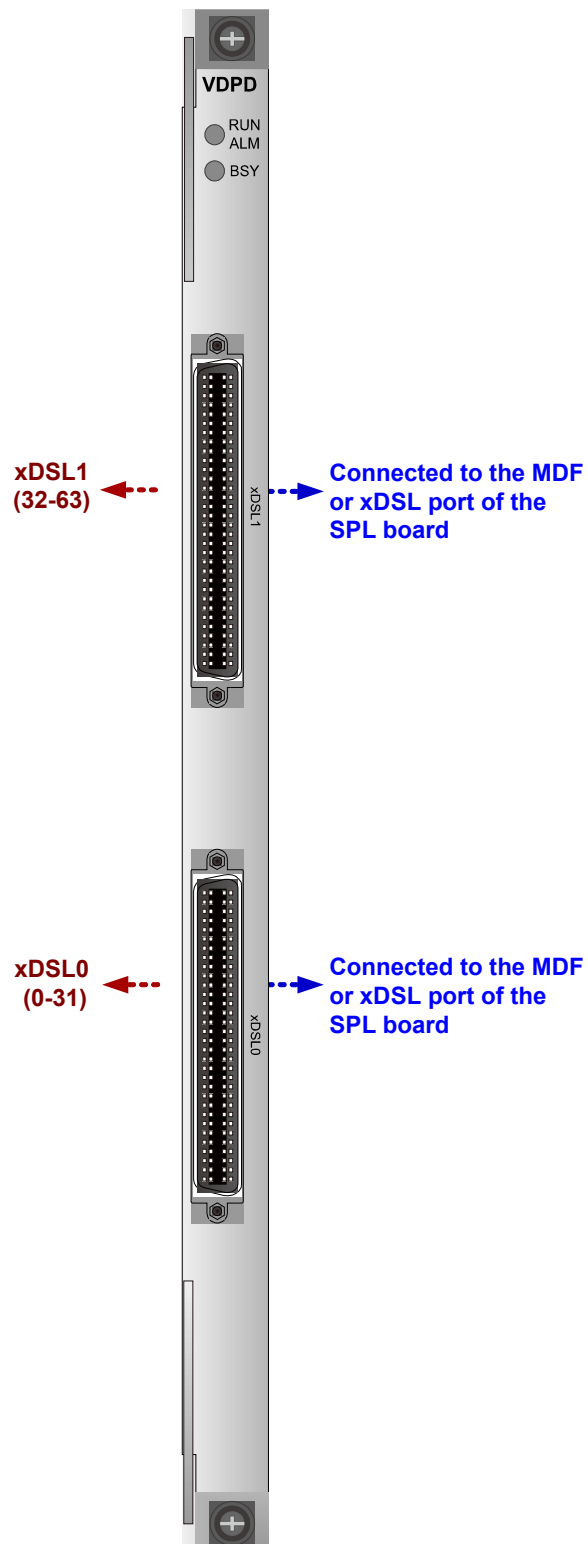 VDPD
RUN
ALM
BSY
xDSL1
(32-63)
xDSL1
Connected to the MDF
or xDSL port of the
SPL board
xDSL0
(0-31)
xDSL0
Connected to the MDF
or xDSL port of the
SPL board